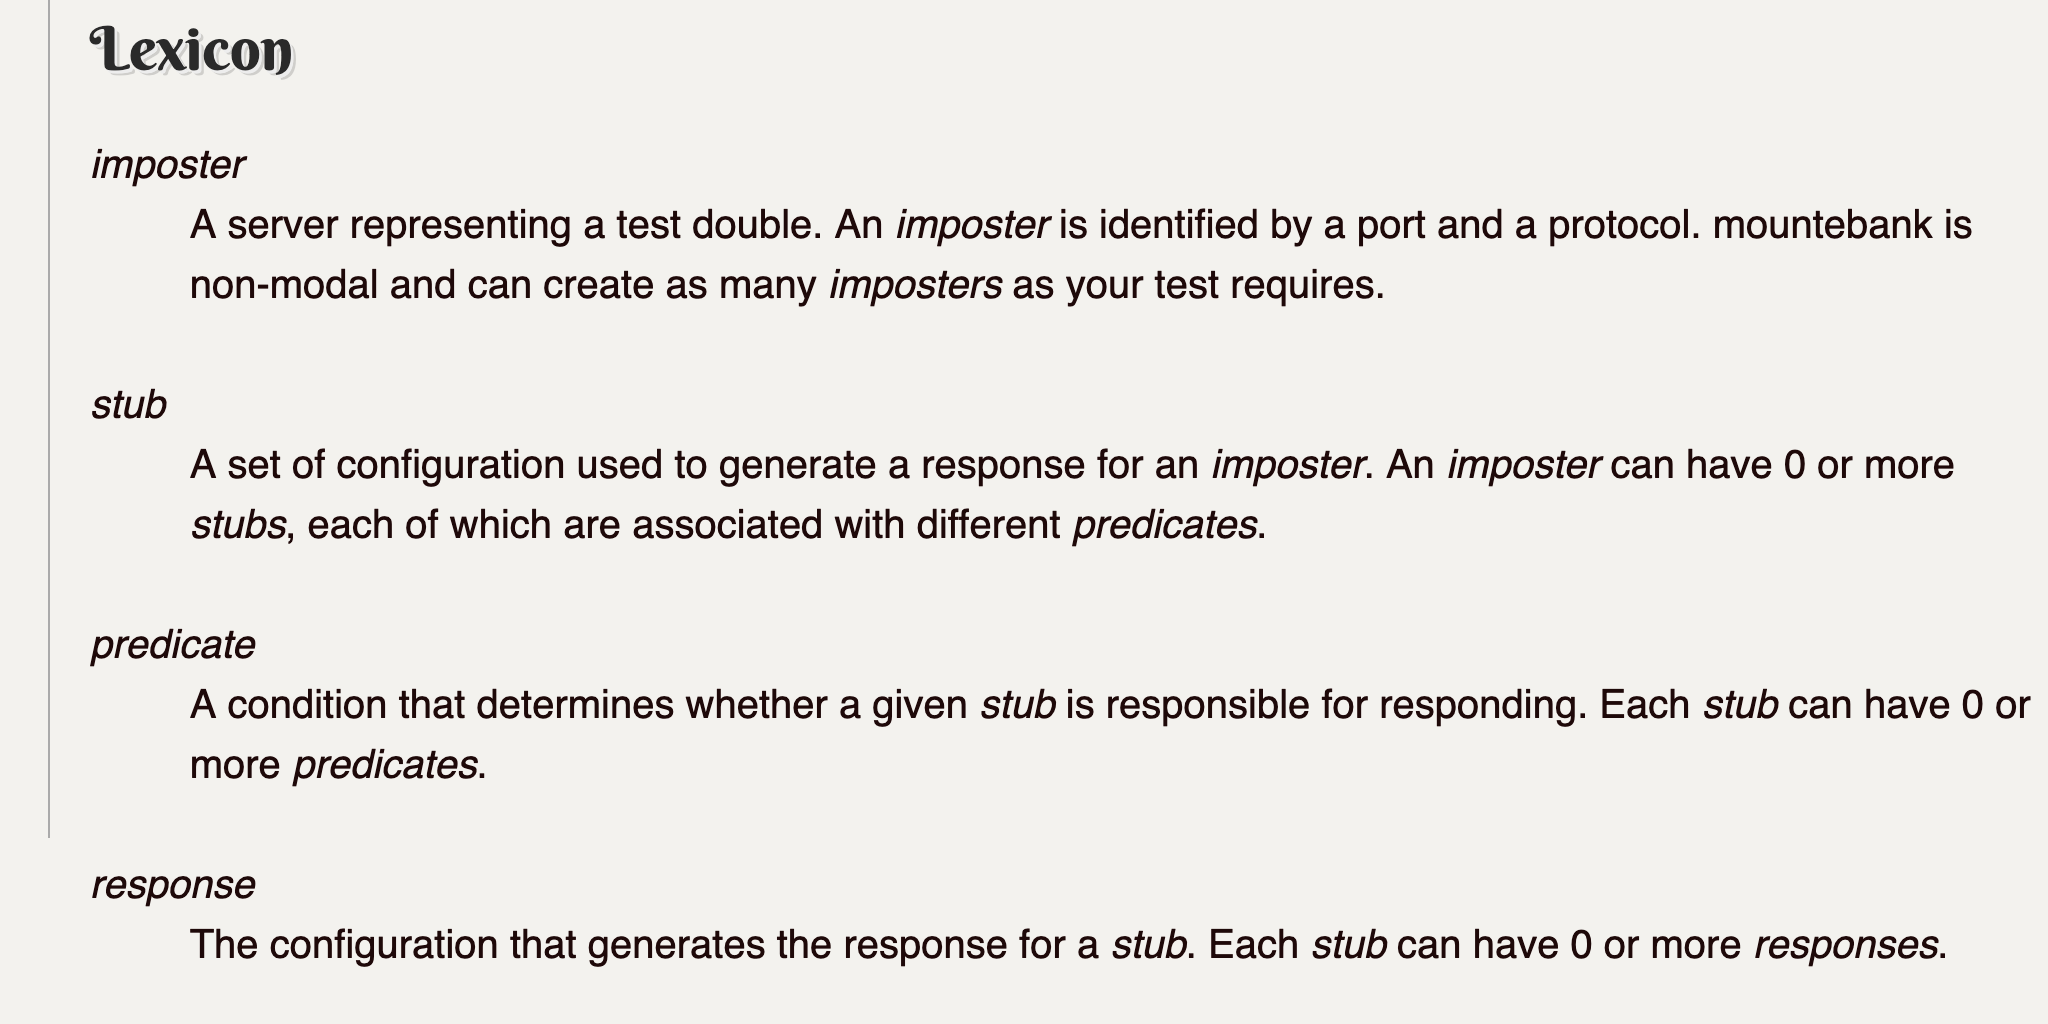 Lexicon
imposter
A server representing a test double. An imposter is identified by a port and a protocol. mountebank is
non-modal and can create as many imposters as your test requires.
stub
A set of configuration used to generate a response for an imposter. An imposter can have 0 or more
stubs, each of which are associated with different predicates.
predicate
A condition that determines whether a given stub is responsible for responding. Each stub can have 0 or
more predicates.
response
The configuration that generates the response for a stub. Each stub can have 0 or more responses.